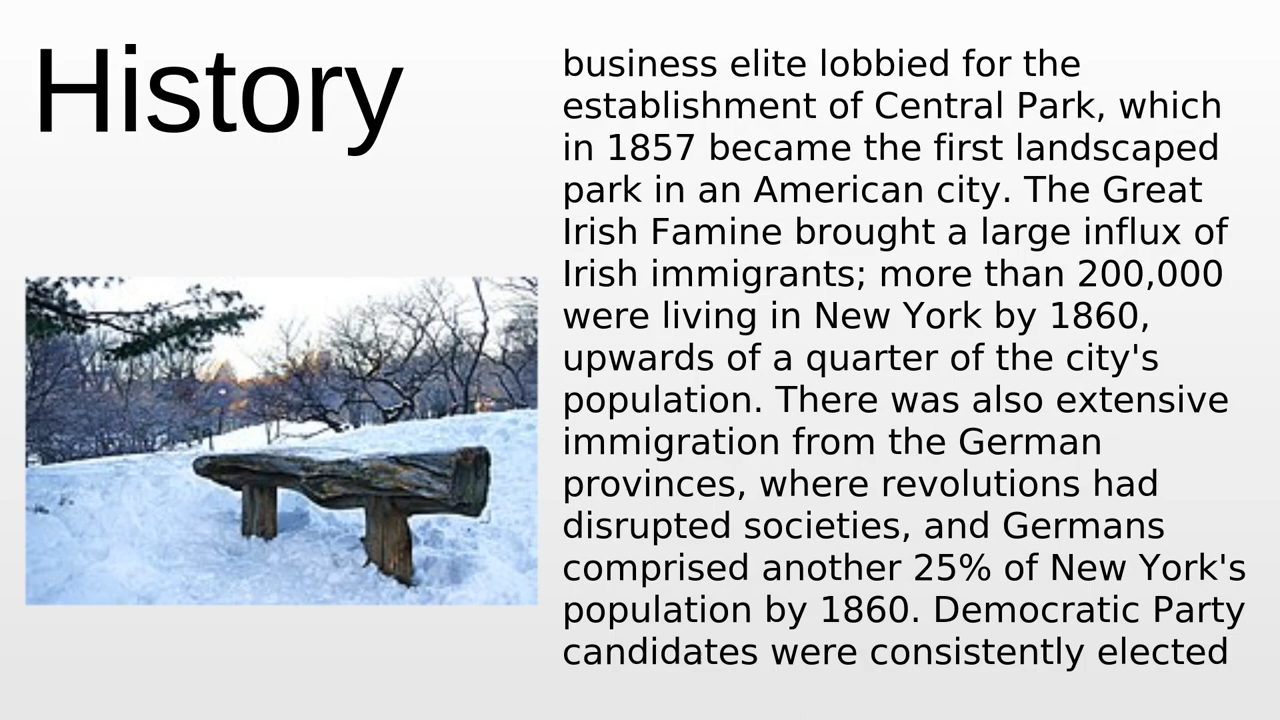 History
business elite lobbied for the
establishment of Central Park, which
in 1857 became the first landscaped
park in an American city. The Great
Irish Famine brought a large influx of
Irish immigrants; more than 200,000
were living in New York by 1860,
upwards of a quarter of the city's
population. There was also extensive
immigration from the German
provinces, where revolutions had
disrupted societies, and Germans
comprised another 25% of New York's
population by 1860. Democratic Party
candidates were consistently elected